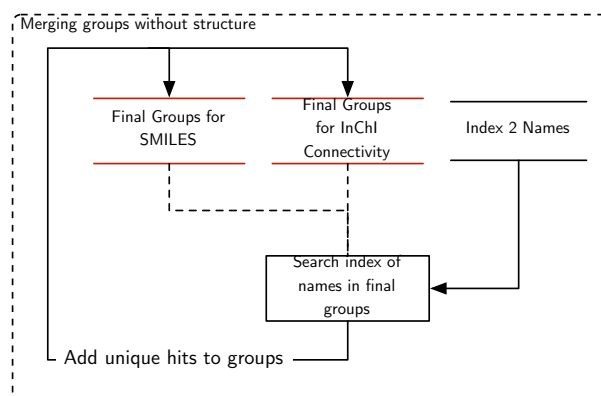 Merging groups without structure
Final Groups for
SMILES
Final Groups
for InChI
Connectivity
Index 2 Names
Search index of
names in final
groups
Add unique hits to groups